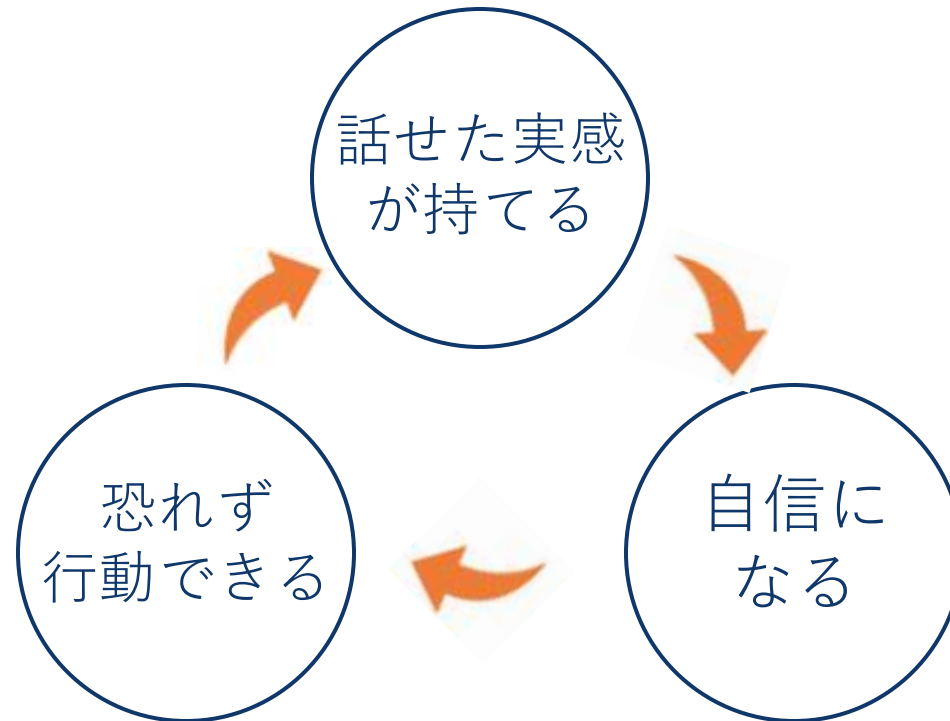 話せた実感
が持てる
自信に
なる
恐れず
行動できる